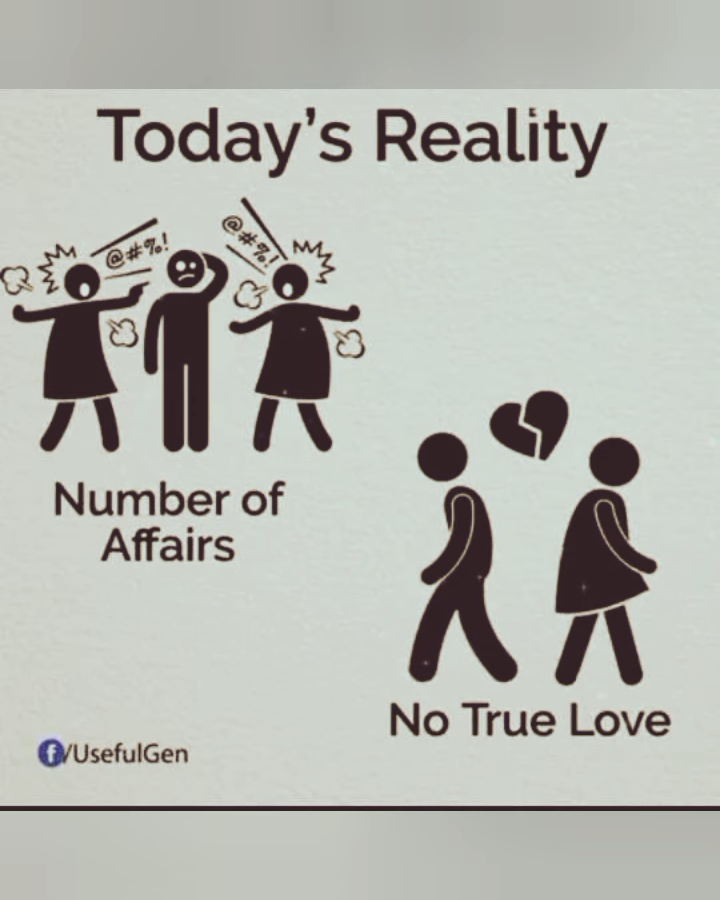 Today's Reality
@#%!
@#%!
Number of
Affairs
No True Love
f/UsefulGen